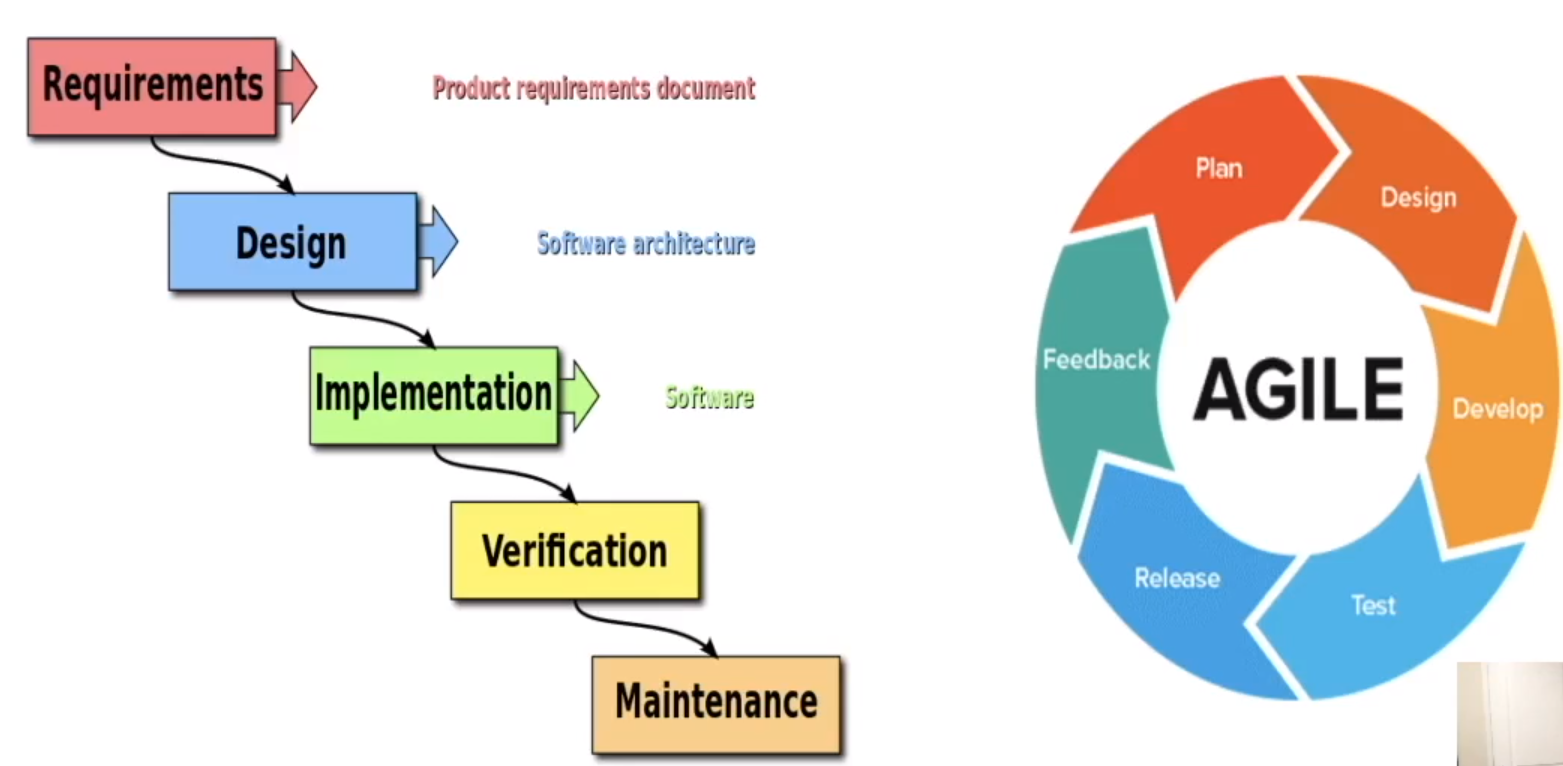 Requirements
Product requirements document
Design
Software architecture
Implementation
Software
Verification
Maintenance
Plan
Design
Develop
Test
Release
Feedback
AGILE